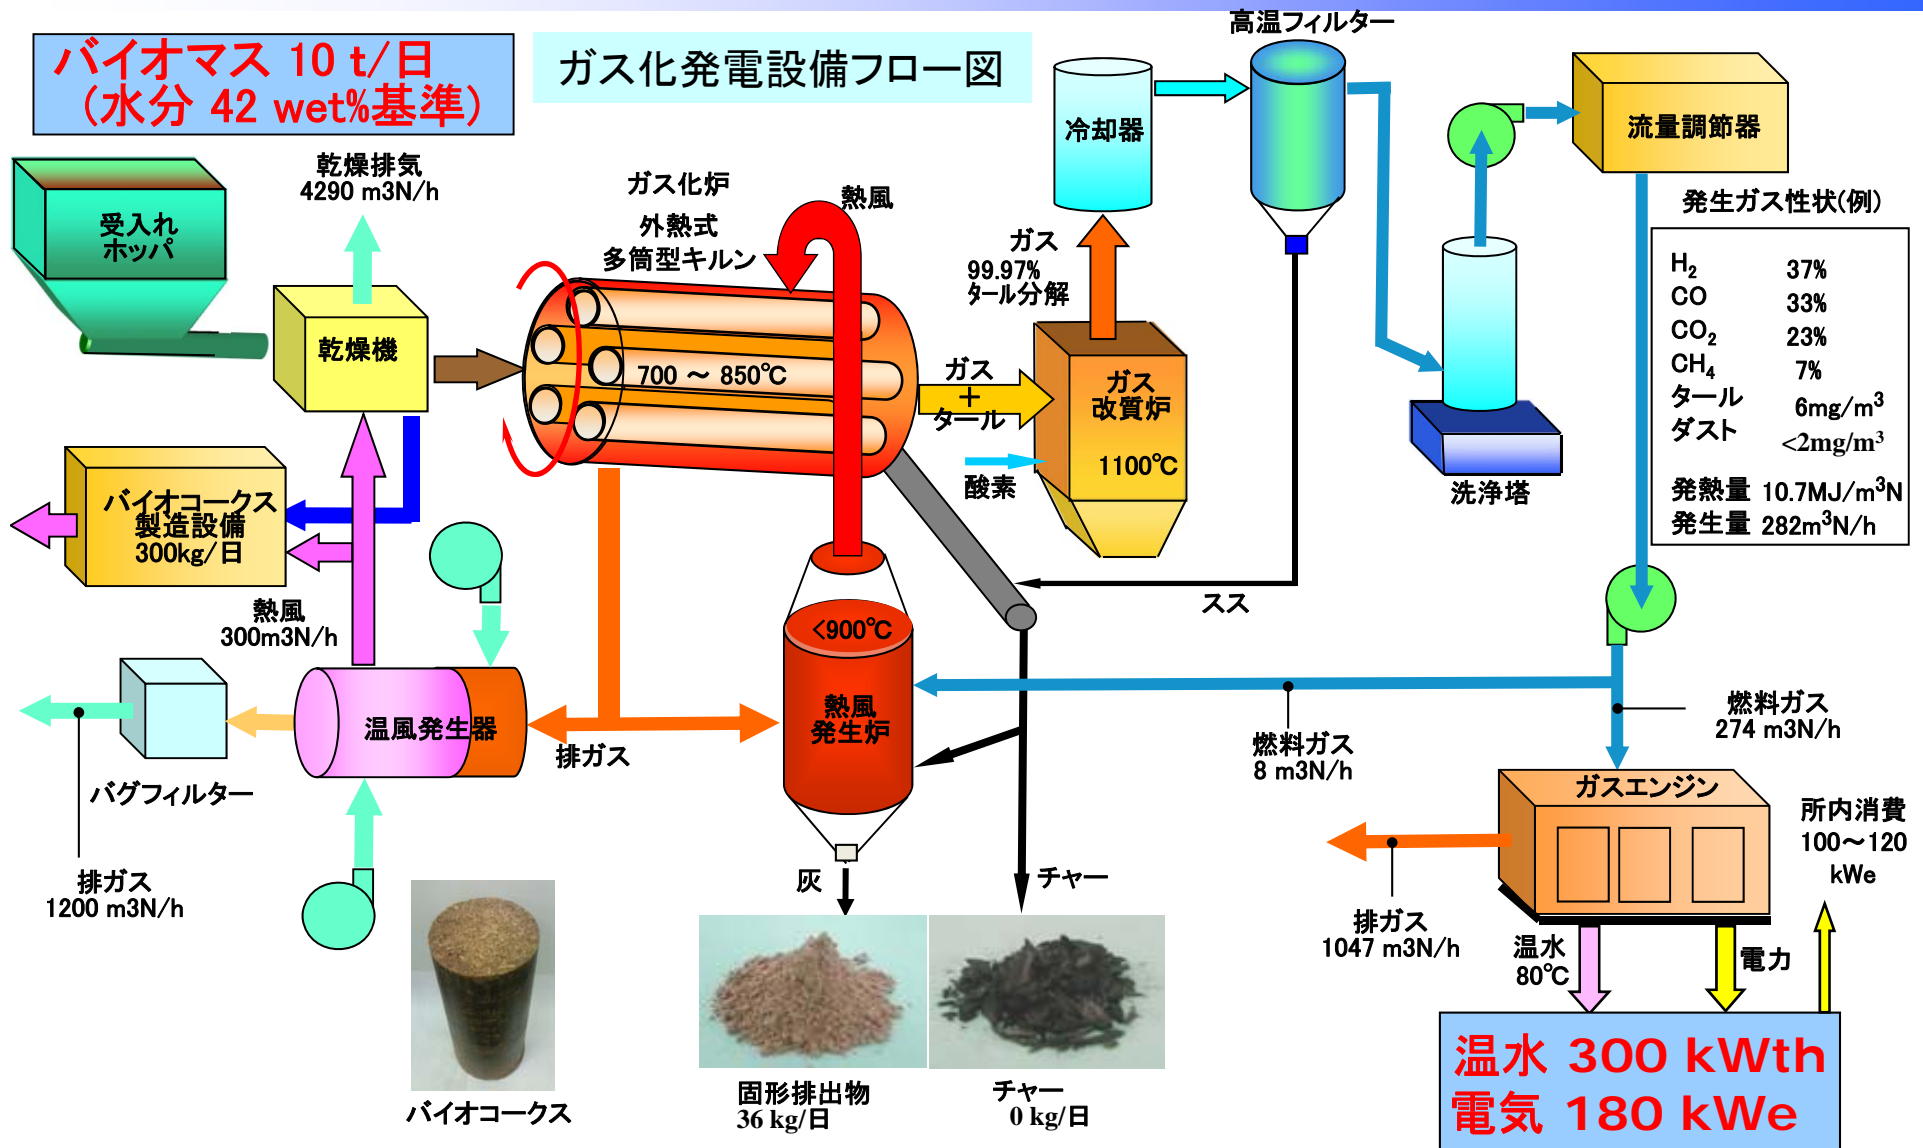 バイオマス 10 t/日
(水分 42 wet%基準)
ガス化発電設備フロー図
高温フィルター
冷却器
流量調節器
乾燥排気
4290 m3N/h
受入れ
ホッパ
ガス化炉
外熱式
多筒型キルン
熱風
ガス
99.97%
タール分解
発生ガス性状(例)
H₂ 37%
CO 33%
CO₂ 23%
CH₄ 7%
タール 6mg/m³
ダスト <2mg/m³
発熱量 10.7MJ/m³N
発生量 282m³N/h
乾燥機
700 ～ 850℃
ガス
＋
タール
ガス
改質炉
1100℃
酸素
洗浄塔
バイオコークス
製造設備
300kg/日
熱風
300m3N/h
スス
<900℃
熱風
発生炉
温風発生器
排ガス
バグフィルター
排ガス
1200 m3N/h
燃料ガス
8 m3N/h
燃料ガス
274 m3N/h
ガスエンジン
所内消費
100～120
kWe
排ガス
1047 m3N/h
温水
80℃
電力
灰
チャー
バイオコークス
固形排出物
36 kg/日
チャー
0 kg/日
温水 300 kWth
電気 180 kWe